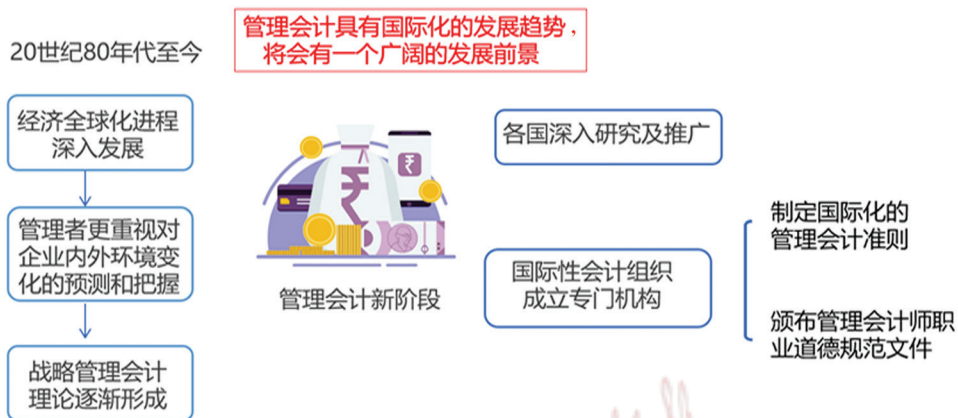 20世纪80年代至今
管理会计具有国际化的发展趋势，
将会有一个广阔的发展前景
经济全球化进程
深入发展
管理者更重视对
企业内外环境变
化的预测和把握
战略管理会计
理论逐渐形成
管理会计新阶段
各国深入研究及推广
国际性会计组织
成立专门机构
制定国际化的
管理会计准则
颁布管理会计师职
业道德规范文件